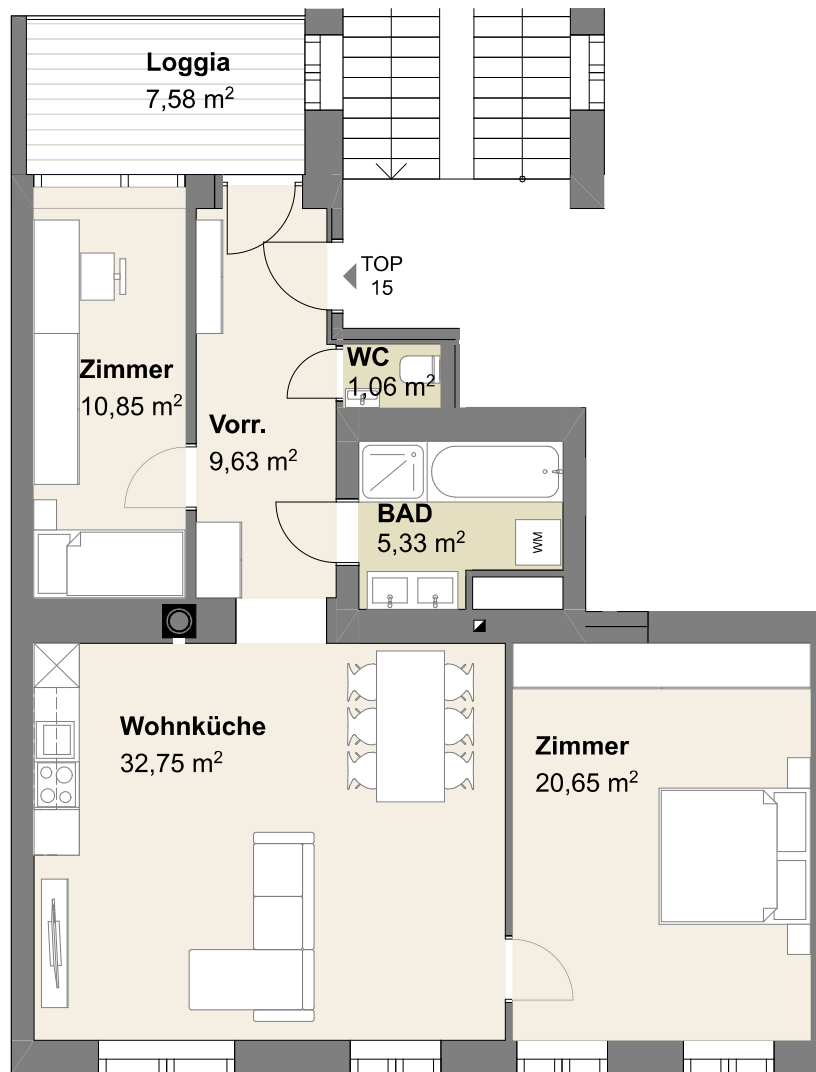 Loggia
7,58 m²
TOP
15
WC
1,06 m²
Zimmer
10,85 m²
Vorr.
9,63 m²
BAD
5,33 m²
WM
Wohnküche
32,75 m²
Zimmer
20,65 m²